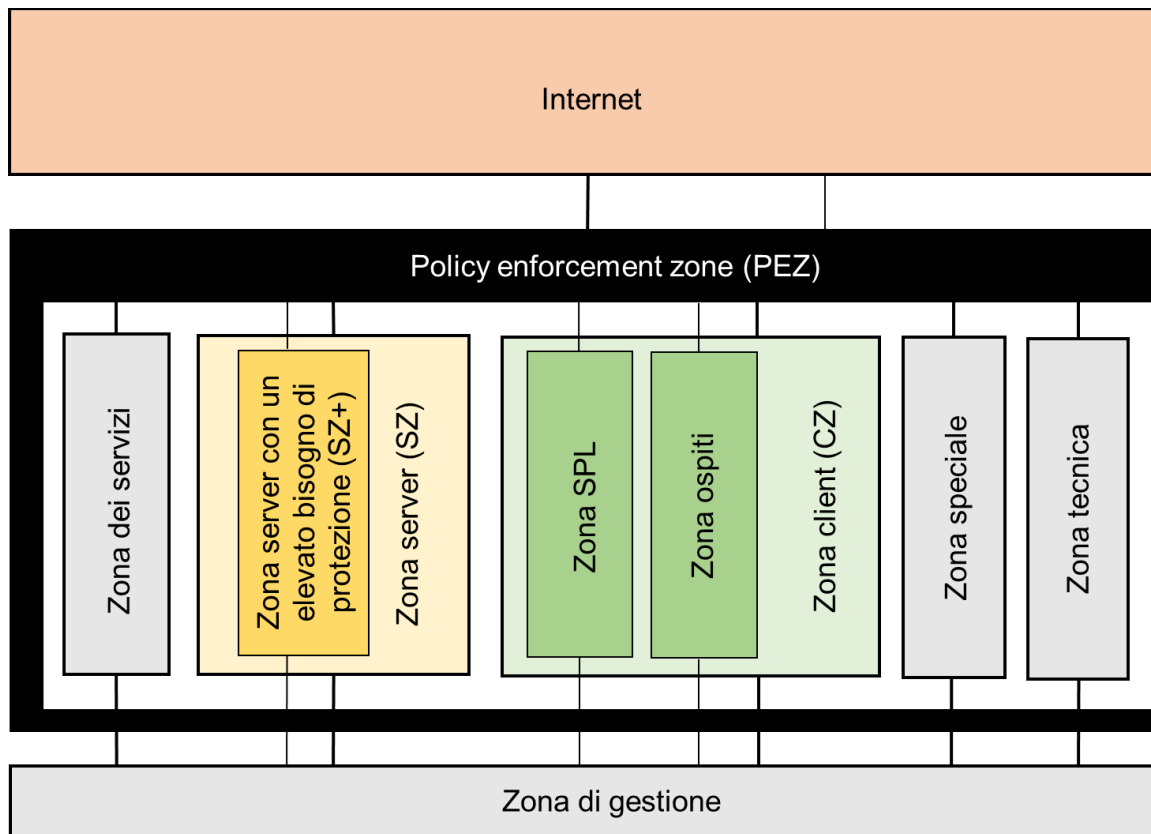 Internet
Policy enforcement zone (PEZ)
Zona dei servizi
Zona server con un
elevato bisogno di
protezione (SZ+)
Zona server (SZ)
Zona SPL
Zona ospiti
Zona client (CZ)
Zona speciale
Zona tecnica
Zona di gestione